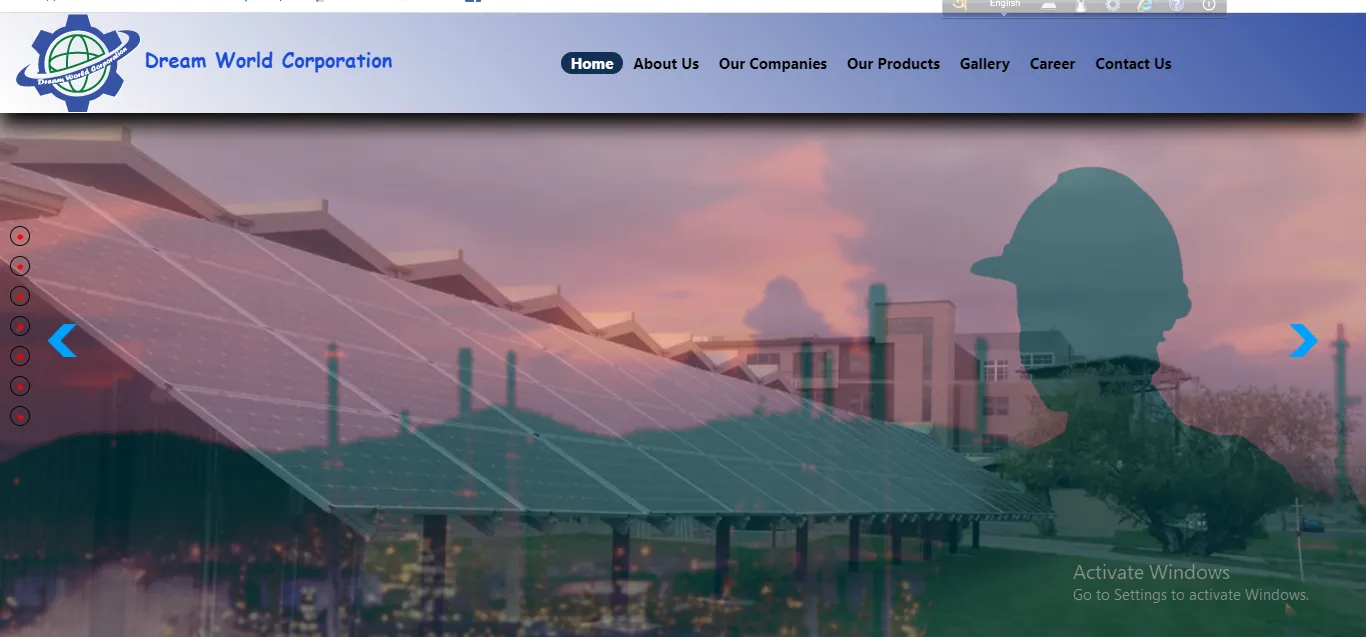 English
Dream World Corporation
Dream World Corporation
Home About Us Our Companies Our Products Gallery Career Contact Us
Activate Windows
Go to Settings to activate Windows.